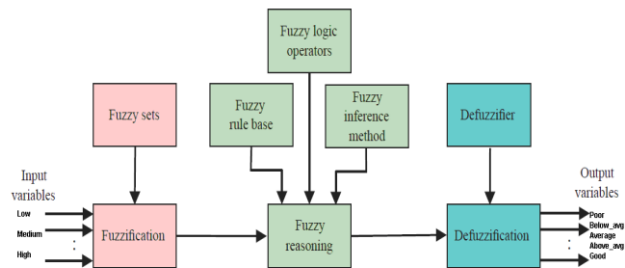 Fuzzy logic
operators
Fuzzy sets
Fuzzy
rule base
Fuzzy
inference
method
Defuzzifier
Input
variables
Low
Medium
:
High
Fuzzification
Fuzzy
reasoning
Defuzzification
Output
variables
Poor
Below_avg
Average
: Above_avg
Good